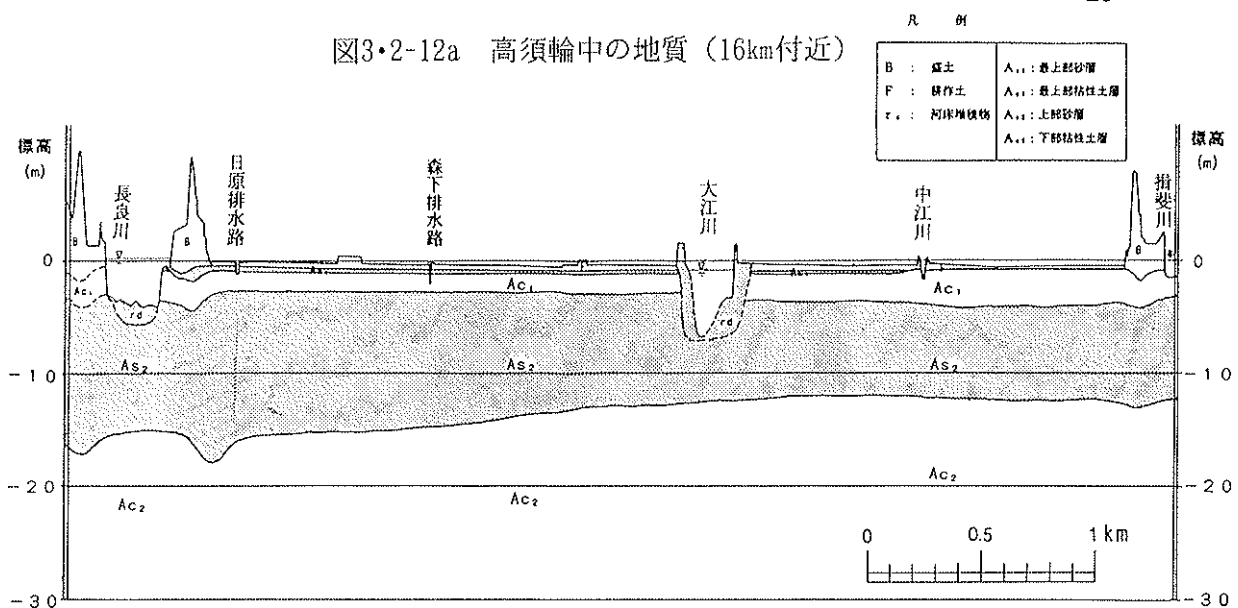 図3・2-12a 高須輪中の地質（16km付近）
凡例
B : 盛土
F : 耕作土
rd : 河床堆積物
As1 : 最上部砂層
Ac1 : 最上部粘性土層
As2 : 上部砂層
Ac2 : 下部粘性土層
標高
(m)
長良川
日原排水路
森下排水路
大江川
中江川
揖斐川
標高
(m)
0
-10
-20
-30
0
-10
-20
-30
B
B
B
Ac1
rd
As1
Ac1
rd
As1
Ac1
As2
As2
As2
Ac2
Ac2
Ac2
0 0.5 1km